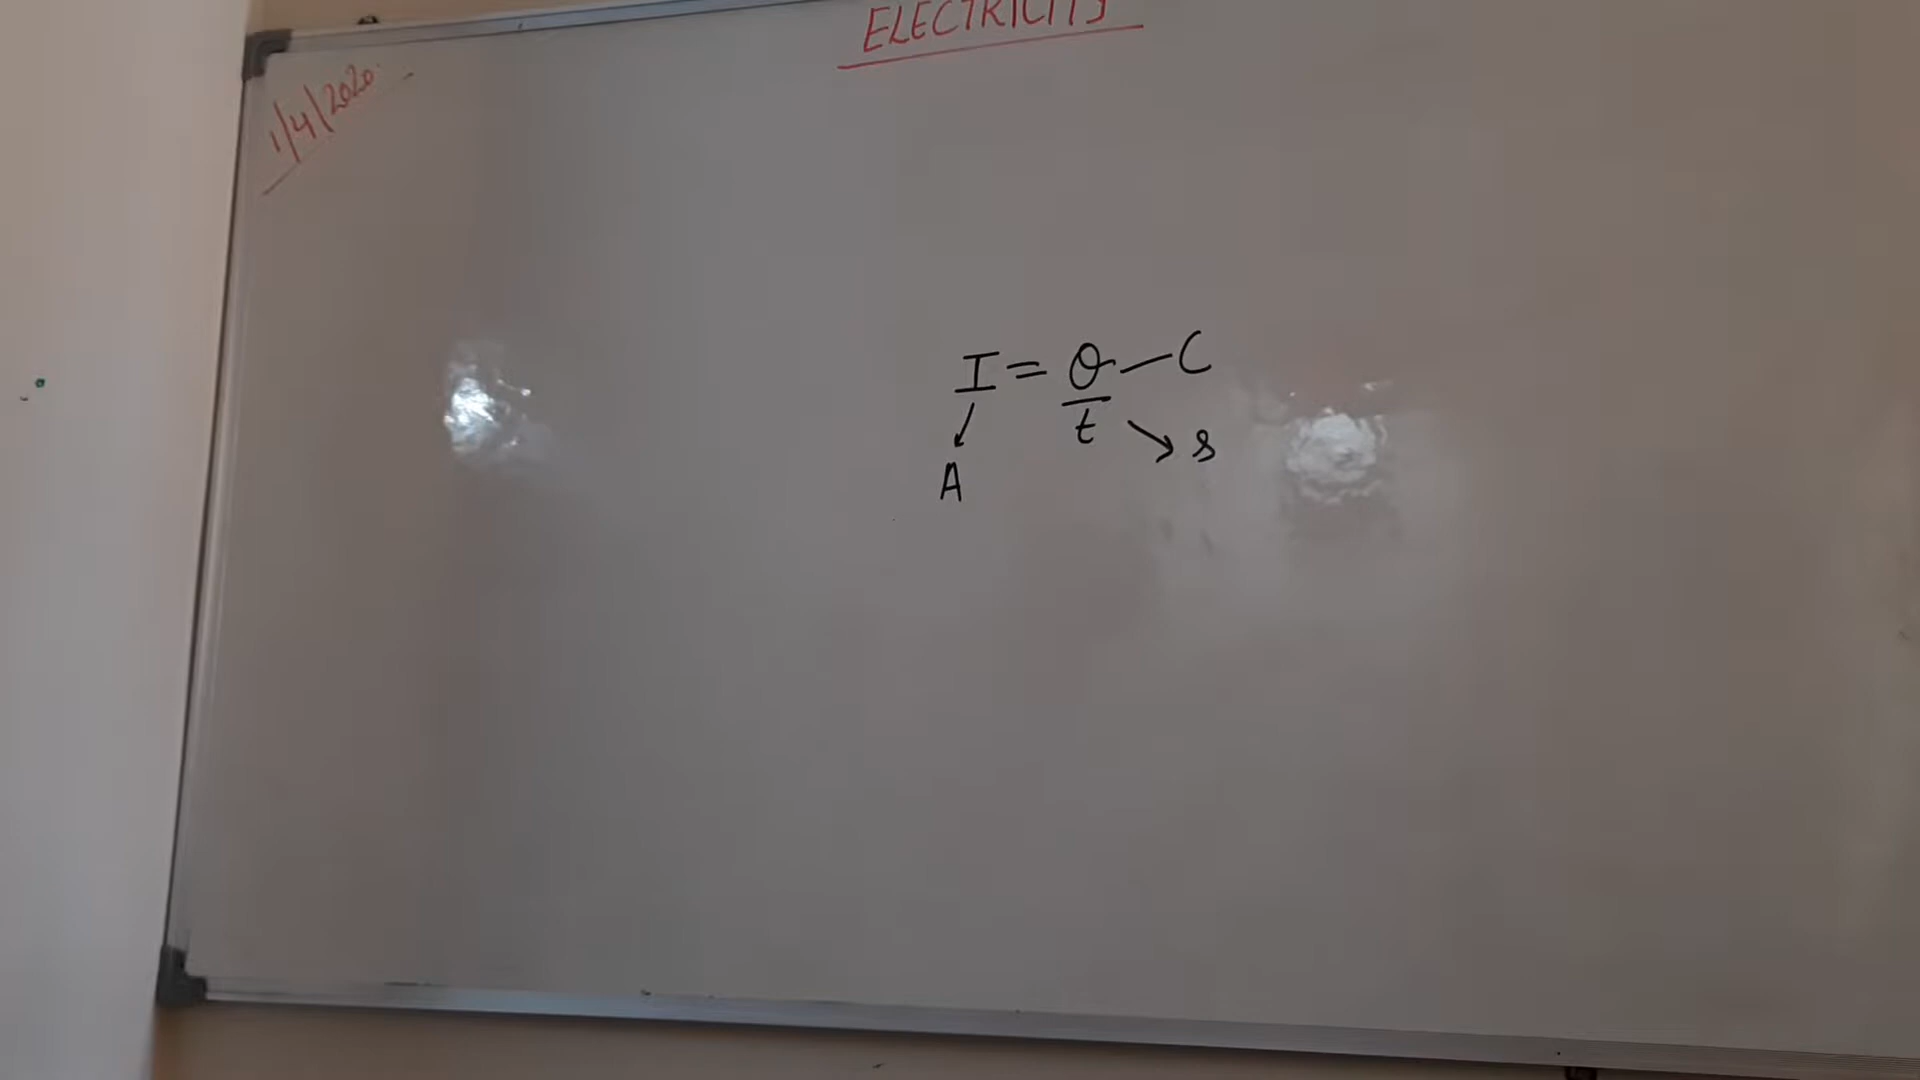 ELECTRICITY
1/4/2020
I = Q/t — C
→ s
A